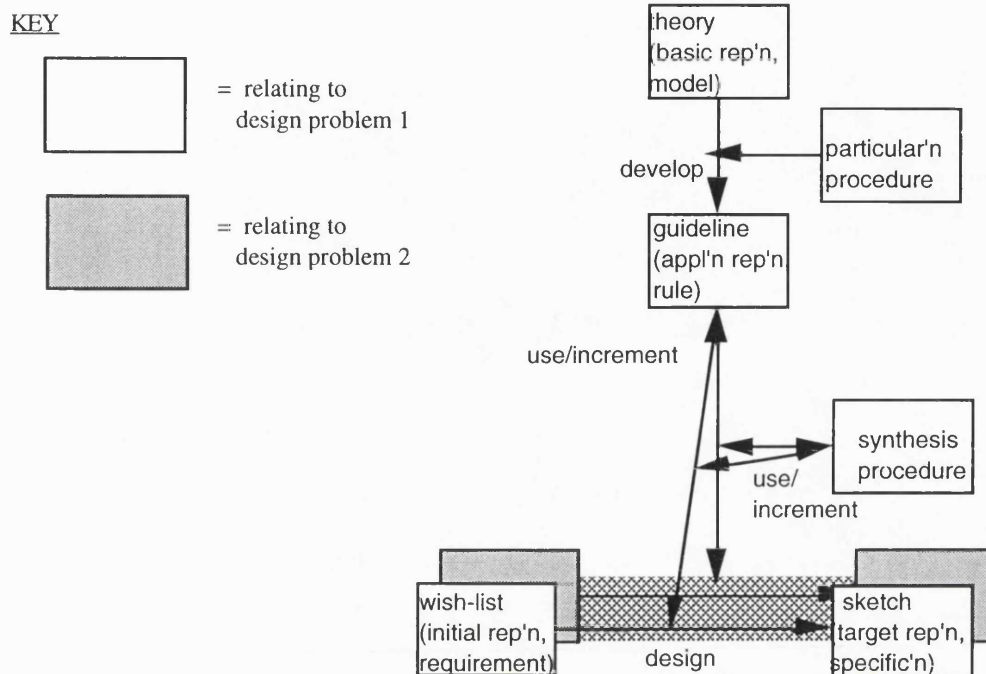 KEY
= relating to
design problem 1
= relating to
design problem 2
theory
(basic rep'n,
model)
develop
particular'n
procedure
guideline
(appl'n rep'n
rule)
use/increment
synthesis
procedure
use/
increment
wish-list
(initial rep'n,
requirement)
design
sketch
(target rep'n,
specific'n)